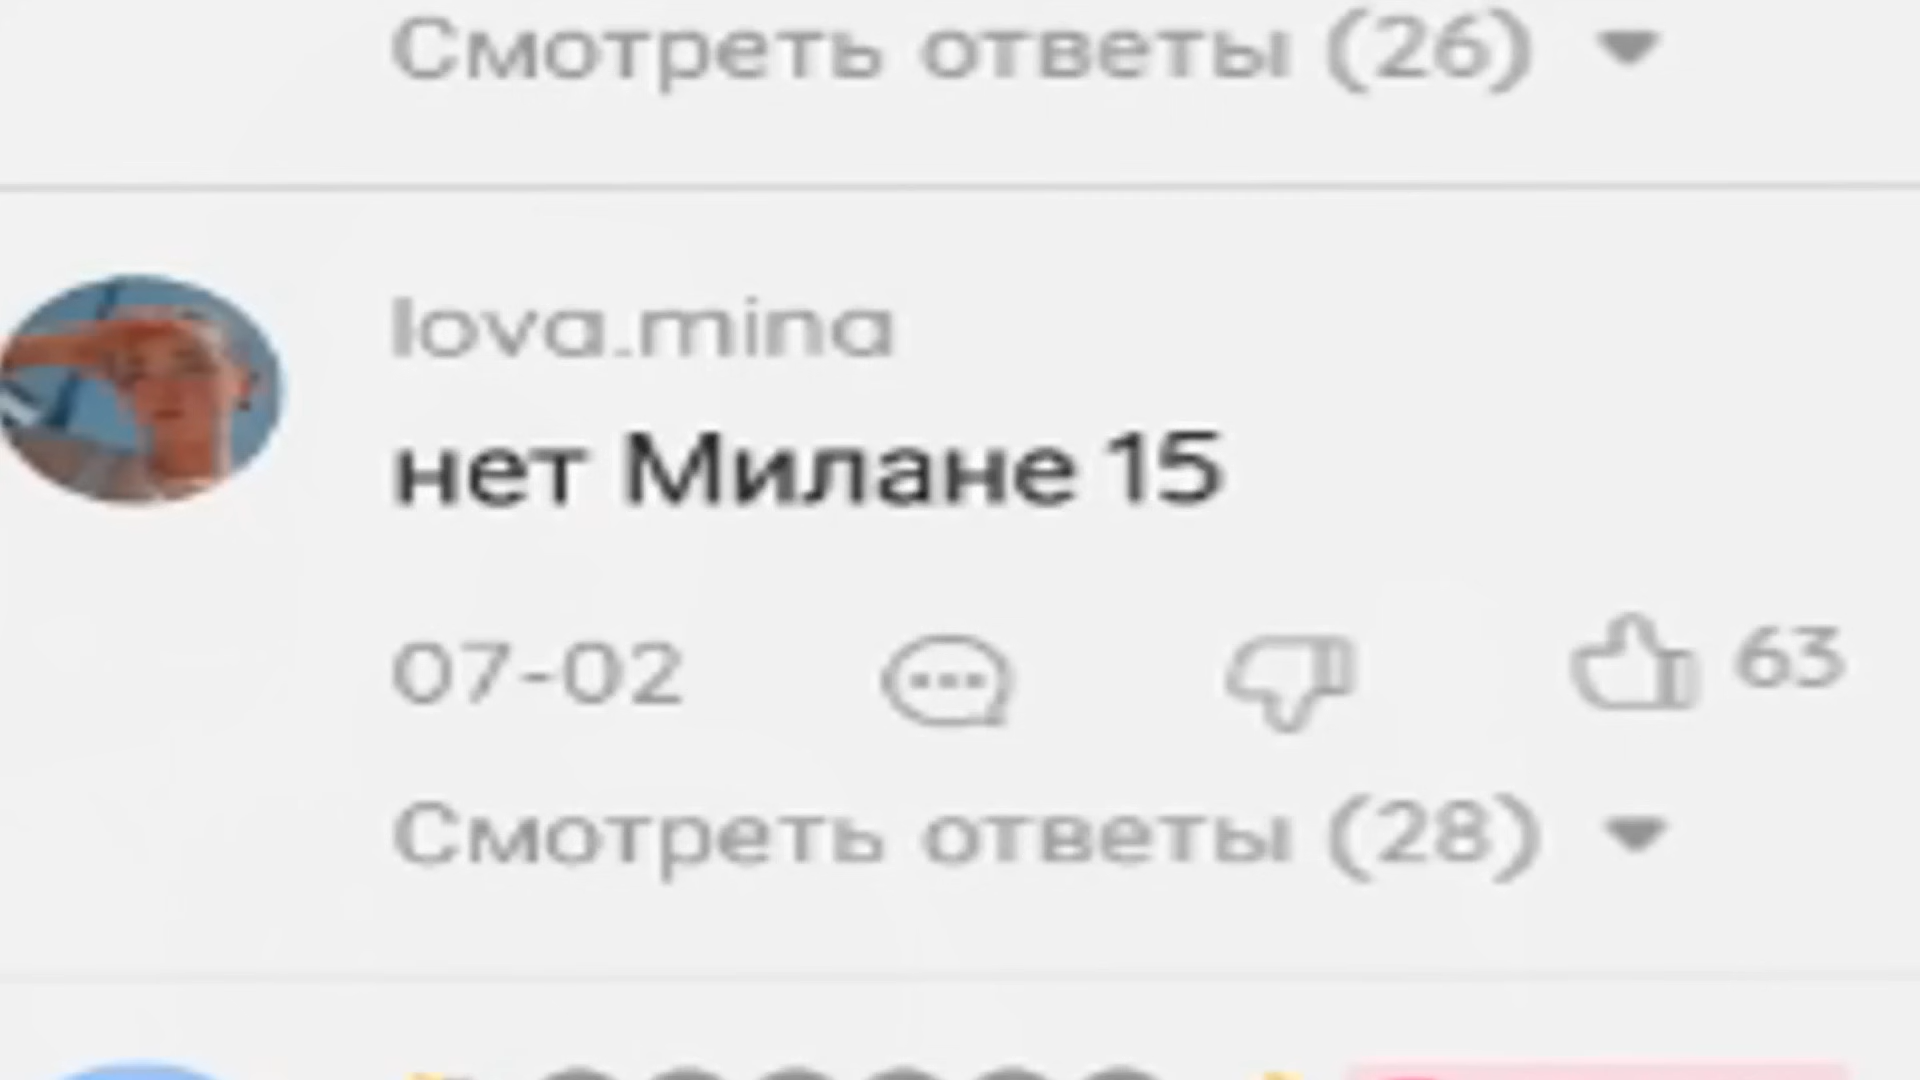 Смотреть ответы (26)
lova.mina
нет Милане 15
07-02
63
Смотреть ответы (28)